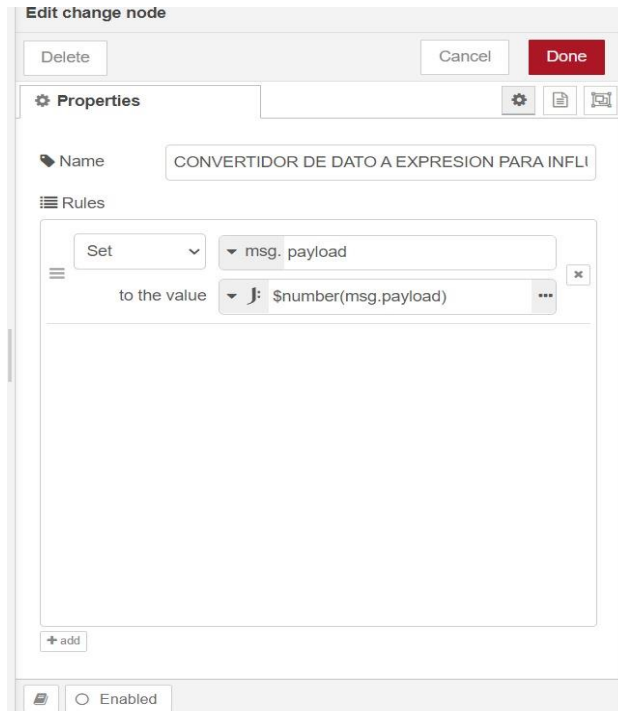 Edit change node
Delete
Cancel
Done
Properties
Name
CONVERTIDOR DE DATO A EXPRESION PARA INFLU
Rules
Set
msg. payload
to the value
J: $number(msg.payload)
+ add
Enabled